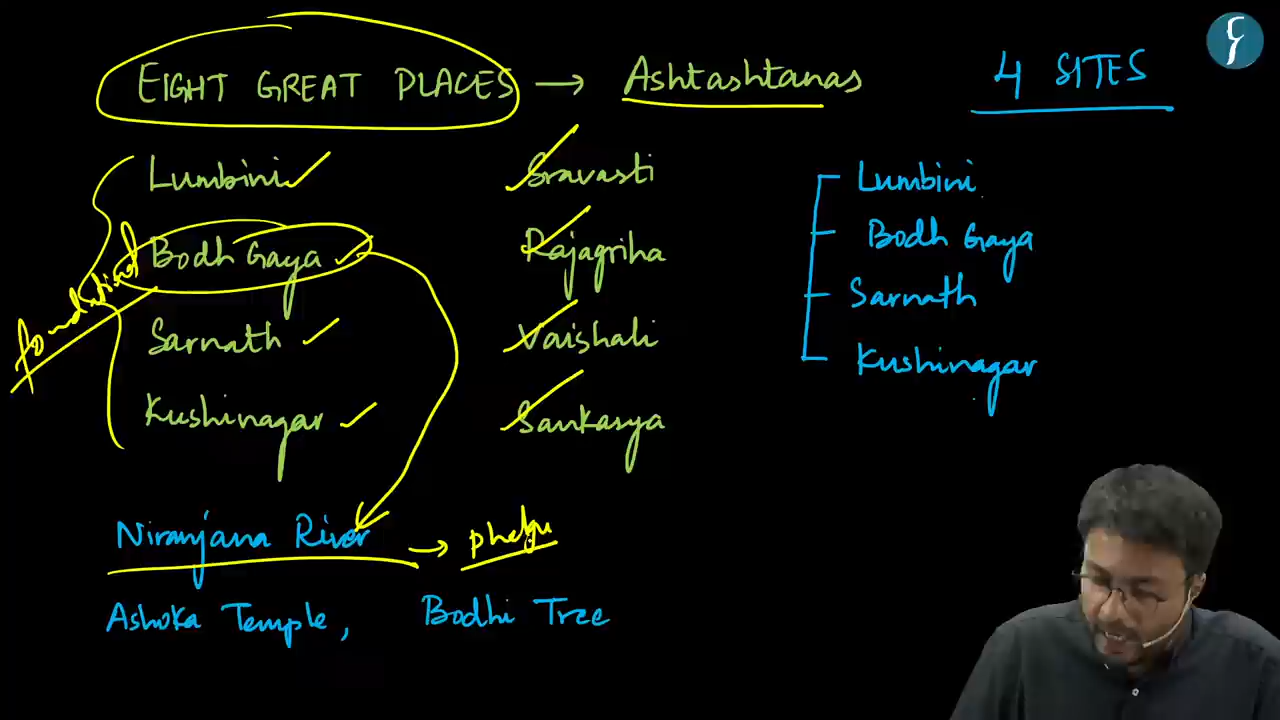 EIGHT GREAT PLACES → Ashtashtanas
4 SITES
Lumbini
Bodh Gaya
Sarnath
Kushinagar
Sravasti
Rajagriha
Vaishali
Sankasya
Lumbini
Bodh Gaya
Sarnath
Kushinagar
Niranjana River →
Ashoka Temple, Bodhi Tree